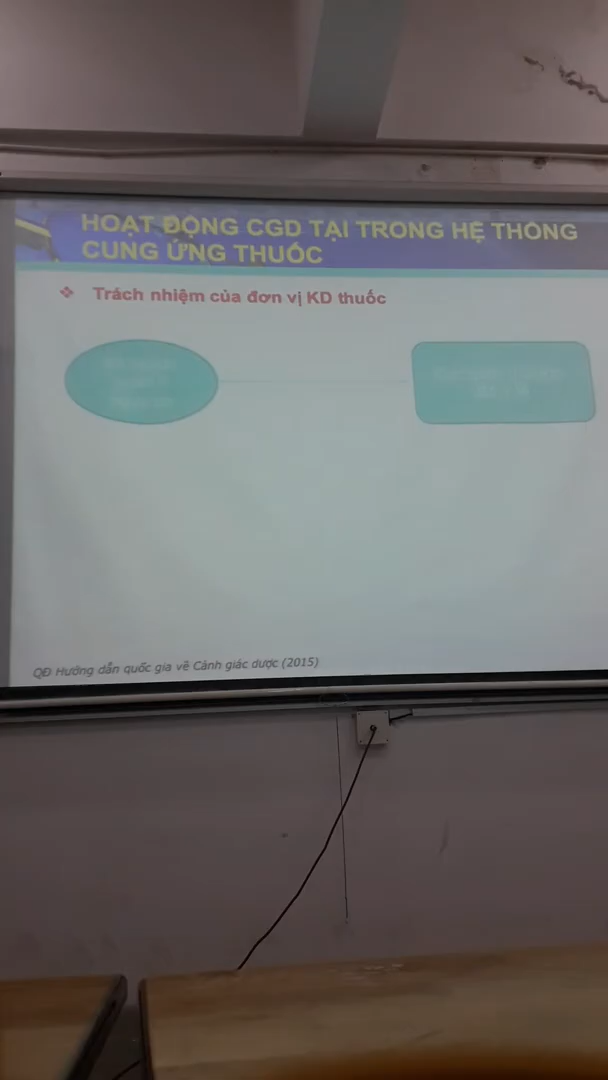 HOẠT ĐỘNG CGD TẠI TRONG HỆ THỐNG
CUNG ỨNG THUỐC
Trách nhiệm của đơn vị KD thuốc
QĐ Hướng dẫn quốc gia về Cảnh giác dược (2015)